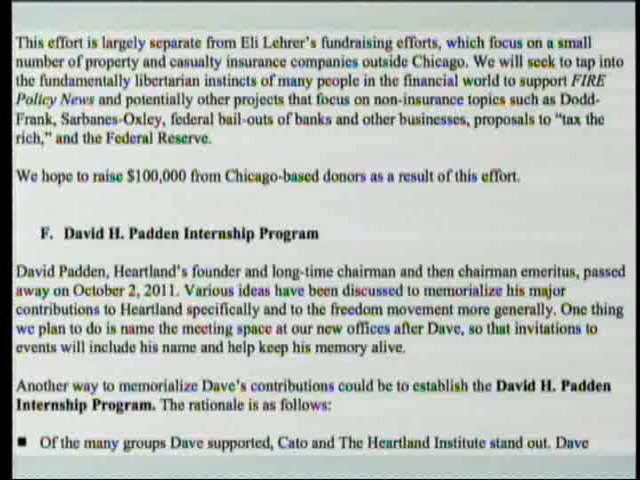 This effort is largely separate from Eli Lehrer's fundraising efforts, which focus on a small
number of property and casualty insurance companies outside Chicago. We will seek to tap into
the fundamentally libertarian instincts of many people in the financial world to support FIRE
Policy News and potentially other projects that focus on non-insurance topics such as Dodd-
Frank, Sarbanes-Oxley, federal bail-outs of banks and other businesses, proposals to "tax the
rich," and the Federal Reserve.
We hope to raise $100,000 from Chicago-based donors as a result of this effort.
F. David H. Padden Internship Program
David Padden, Heartland's founder and long-time chairman and then chairman emeritus, passed
away on October 2, 2011. Various ideas have been discussed to memorialize his major
contributions to Heartland specifically and to the freedom movement more generally. One thing
we plan to do is name the meeting space at our new offices after Dave, so that invitations to
events will include his name and help keep his memory alive.
Another way to memorialize Dave's contributions could be to establish the David H. Padden
Internship Program. The rationale is as follows:
■ Of the many groups Dave supported, Cato and The Heartland Institute stand out. Dave